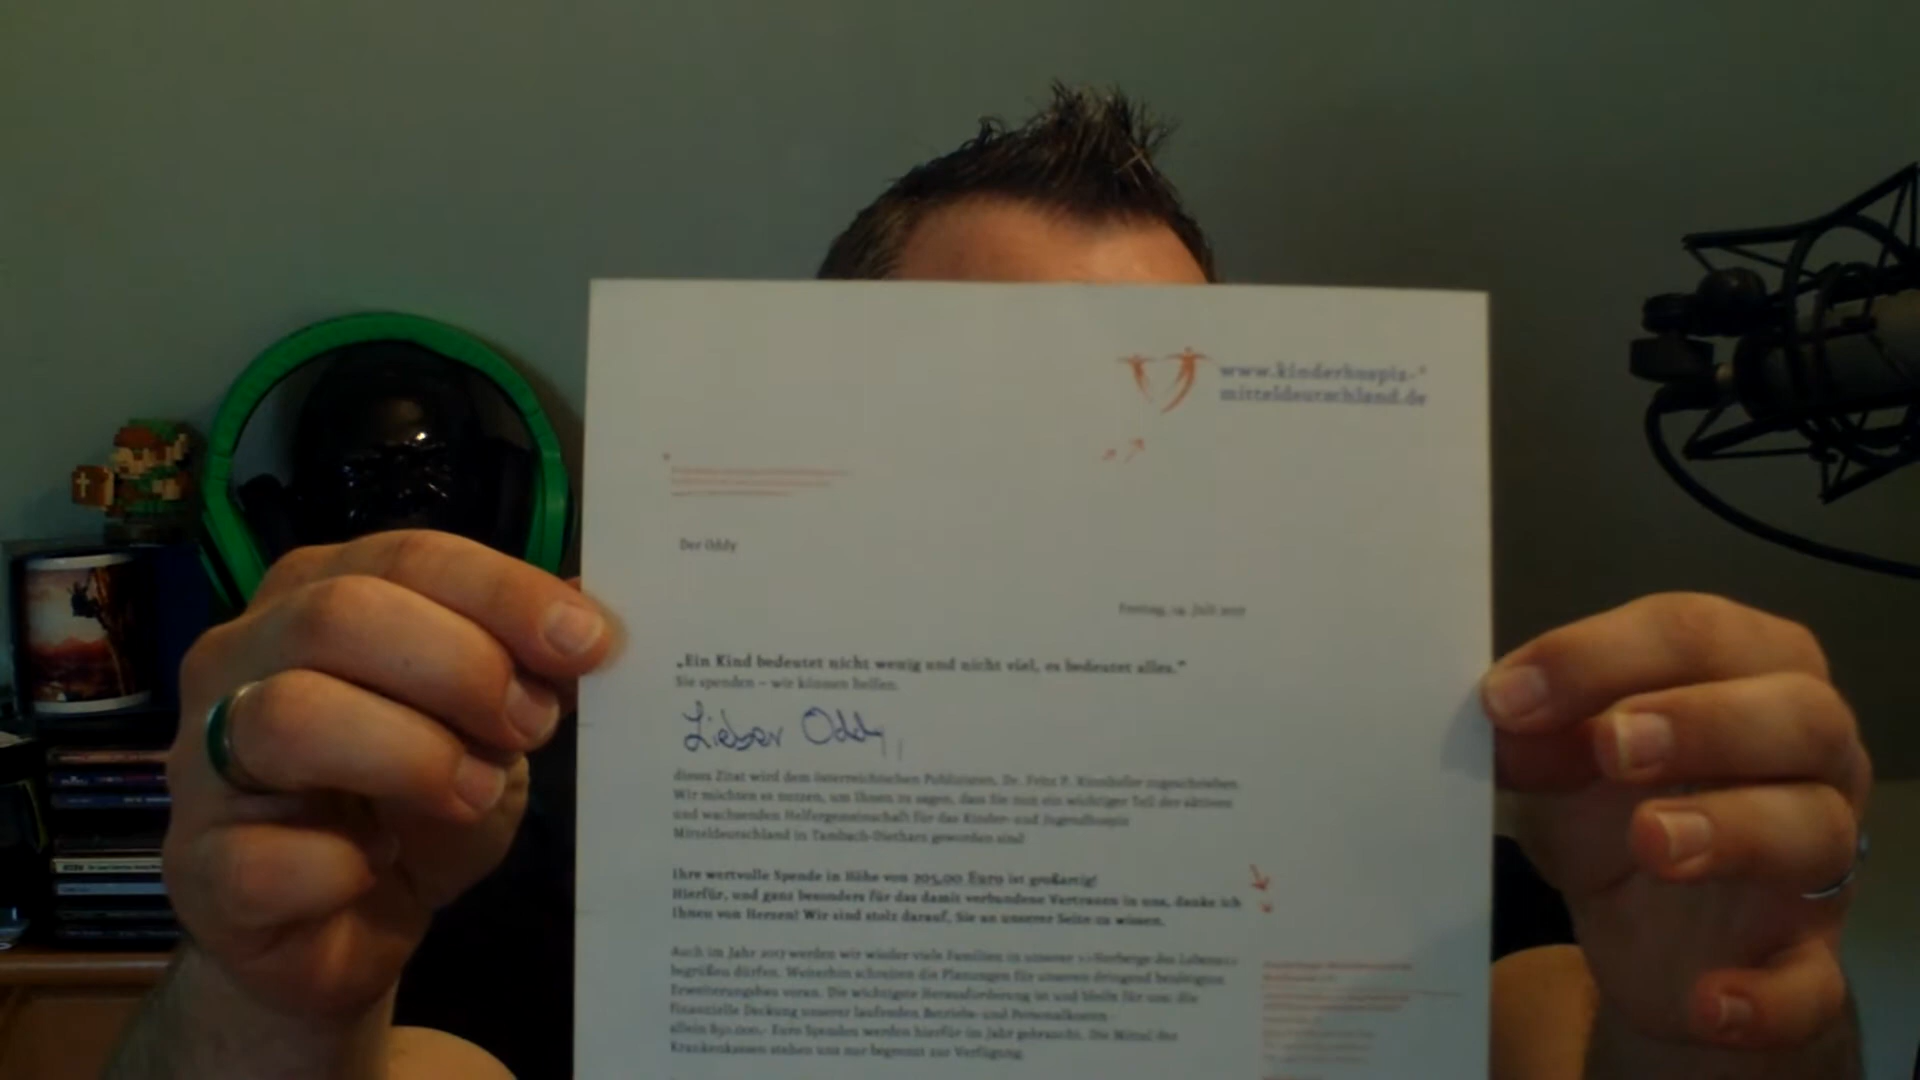 www.kinderhospiz-
mitteldeutschland.de
Der Oddy
Freitag, 14. Juli 2017
„Ein Kind bedeutet nicht wenig und nicht viel, es bedeutet alles.“
Sie spenden – wir können helfen.
Lieber Oddy,
dieses Zitat wird dem österreichischen Publizisten, Dr. Fritz P. zugeschrieben.
Wir möchten es nutzen, um Ihnen zu sagen, dass Sie nun ein wichtiger Teil der aktiven
und wachsenden Helfergemeinschaft für das Kinder- und Jugendhospiz
Mitteldeutschland in Tambach-Dietharz geworden sind!
Ihre wertvolle Spende in Höhe von 205,00 Euro ist großartig!
Hierfür, und ganz besonders für das damit verbundene Vertrauen in uns, danke ich
Ihnen von Herzen! Wir sind stolz darauf, Sie an unserer Seite zu wissen.
Auch im Jahr 2017 werden wir wieder viele Familien in unserer >>Herberge des Lebens<<
begrüßen dürfen. Weiterhin schreiten die Planungen für unseren dringend benötigten
Erweiterungsbau voran. Die wichtigste Herausforderung ist und bleibt für uns: die
finanzielle Deckung unserer laufenden Betriebs- und Personalkosten -
allein Euro Spenden werden hierfür im Jahr gebraucht. Die Mittel der
Krankenkassen stehen uns nur begrenzt zur Verfügung.